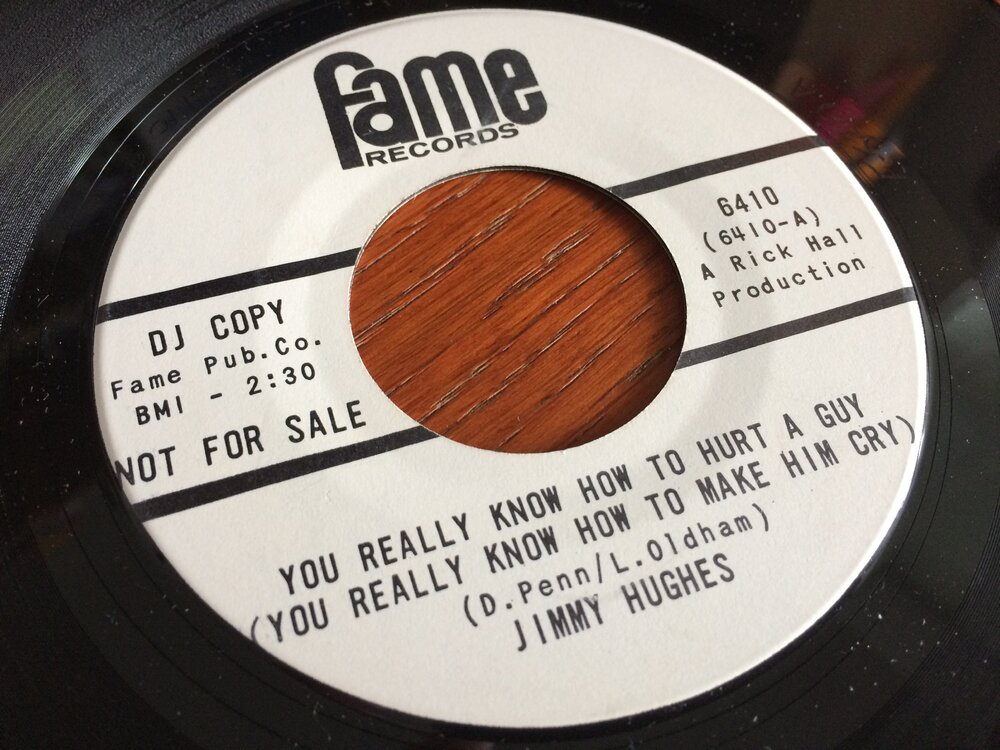 fame
RECORDS
6410
(6410-A)
A Rick Hall
Production
DJ COPY
Fame Pub.Co.
BMI - 2:30
NOT FOR SALE
YOU REALLY KNOW HOW TO HURT A GUY
(YOU REALLY KNOW HOW TO MAKE HIM CRY)
(D.Penn/L.Oldham)
JIMMY HUGHES